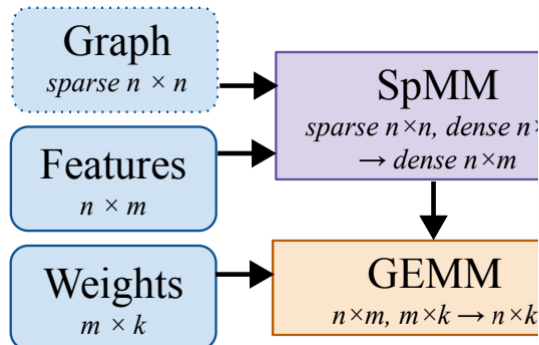 Graph
sparse n × n
Features
n × m
Weights
m × k
SpMM
sparse n×n, dense n×
→ dense n×m
GEMM
n×m, m×k → n×k